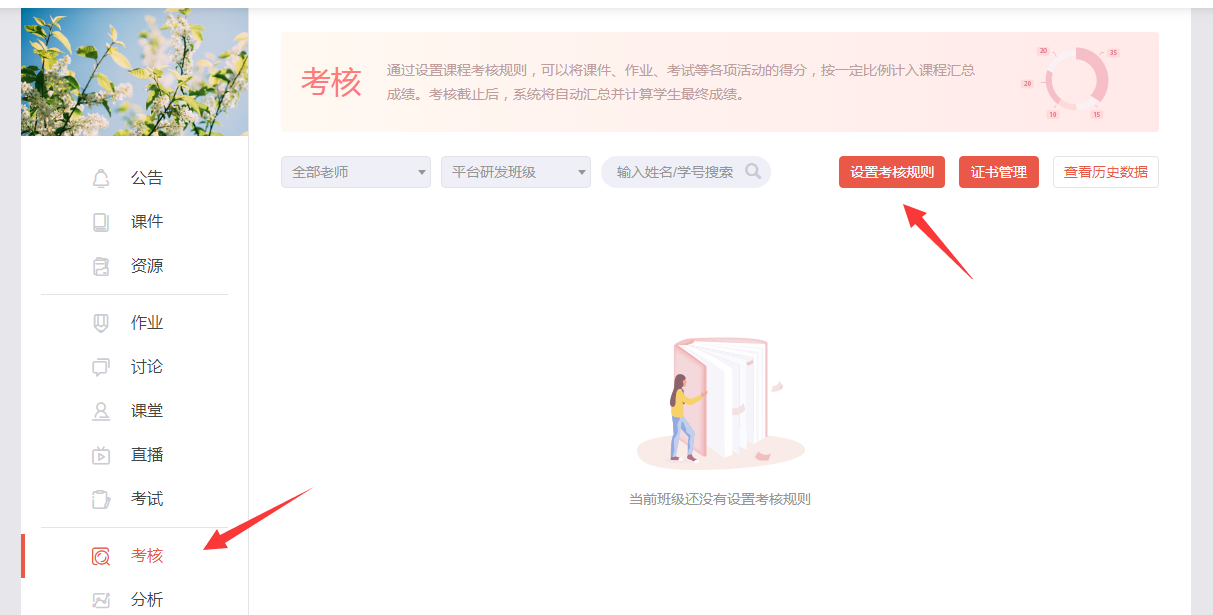 公告
课件
资源
作业
讨论
课堂
直播
考试
考核
分析
考核
通过设置课程考核规则，可以将课件、作业、考试等各项活动的得分，按一定比例计入课程汇总
成绩。考核截止后，系统将自动汇总并计算学生最终成绩。
20
35
20
10
15
全部老师
平台研发班级
输入姓名/学号搜索
设置考核规则
证书管理
查看历史数据
当前班级还没有设置考核规则